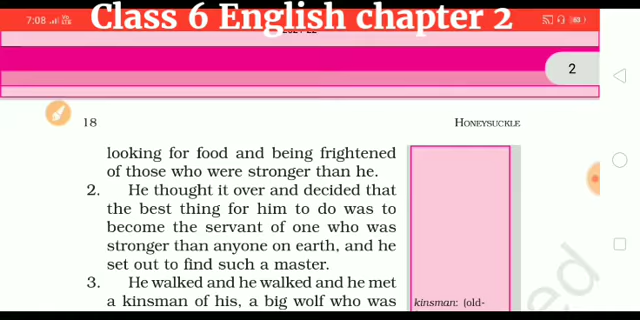 Class 6 English chapter 2
7:08
2
18
HONEYSUCKLE
looking for food and being frightened
of those who were stronger than he.
2. He thought it over and decided that
the best thing for him to do was to
become the servant of one who was
stronger than anyone on earth, and he
set out to find such a master.
3. He walked and he walked and he met
a kinsman of his, a big wolf who was
kinsman: (old-